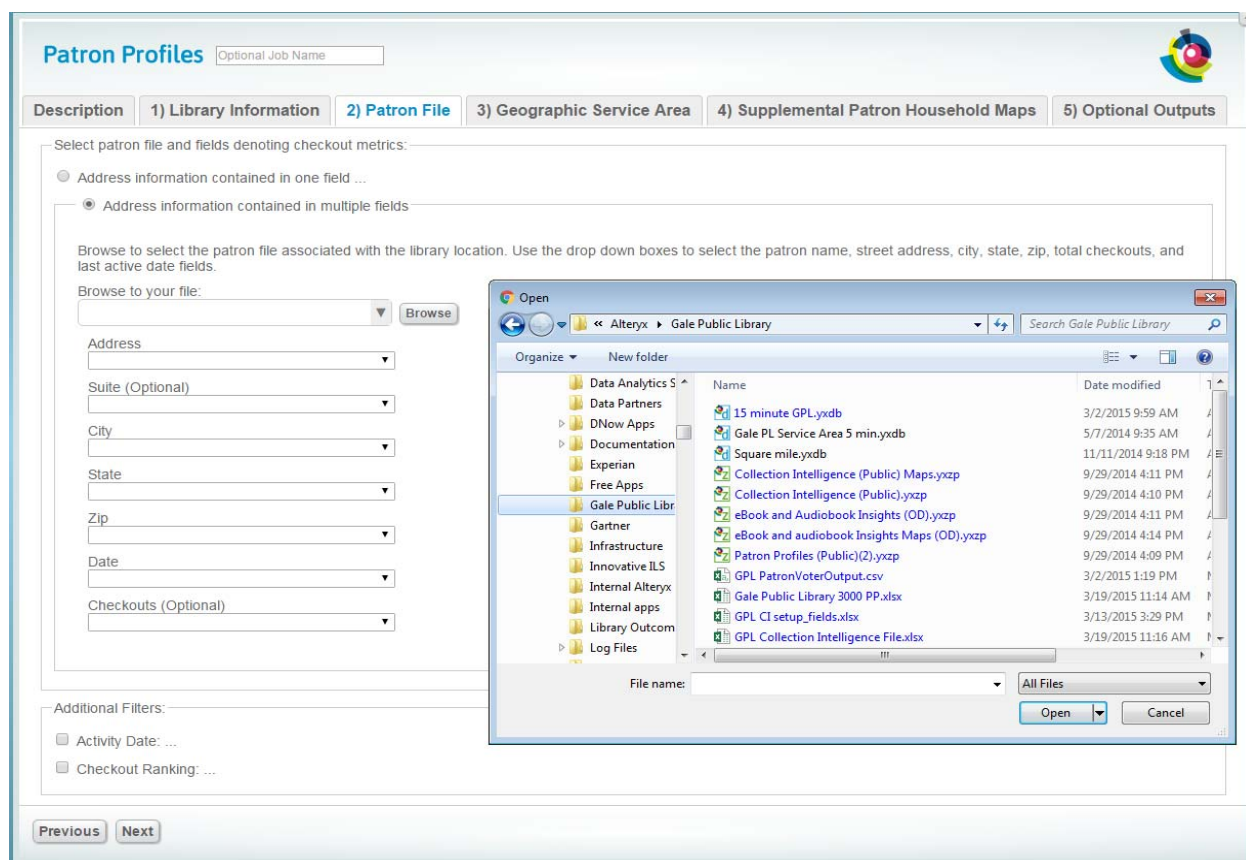 Patron Profiles Optional Job Name
Description 1) Library Information 2) Patron File 3) Geographic Service Area 4) Supplemental Patron Household Maps 5) Optional Outputs
Select patron file and fields denoting checkout metrics:
Address information contained in one field ...
Address information contained in multiple fields
Browse to select the patron file associated with the library location. Use the drop down boxes to select the patron name, street address, city, state, zip, total checkouts, and
last active date fields.
Browse to your file:
Browse
Address
Suite (Optional)
City
State
Zip
Date
Checkouts (Optional)
Open
« Alteryx Gale Public Library Search Gale Public Library
Organize New folder
Data Analytics S
Data Partners
DNow Apps
Documentation
Experian
Free Apps
Gale Public Libr
Gartner
Infrastructure
Innovative ILS
Internal Alteryx
Internal apps
Library Outcom
Log Files
Name Date modified
15 minute GPL.yxdb 3/2/2015 9:59 AM
Gale PL Service Area 5 min.yxdb 5/7/2014 9:35 AM
Square mile.yxdb 11/11/2014 9:18 PM
Collection Intelligence (Public) Maps.yxzp 9/29/2014 4:11 PM
Collection Intelligence (Public).yxzp 9/29/2014 4:10 PM
eBook and Audiobook Insights (OD).yxzp 9/29/2014 4:11 PM
eBook and audiobook Insights Maps (OD).yxzp 9/29/2014 4:14 PM
Patron Profiles (Public)(2).yxzp 9/29/2014 4:09 PM
GPL PatronVoterOutput.csv 3/2/2015 1:19 PM
Gale Public Library 3000 PP.xlsx 3/19/2015 11:14 AM
GPL CI setup_fields.xlsx 3/13/2015 3:29 PM
GPL Collection Intelligence File.xlsx 3/19/2015 11:16 AM
File name: All Files
Open Cancel
Additional Filters:
Activity Date: ...
Checkout Ranking: ...
Previous Next